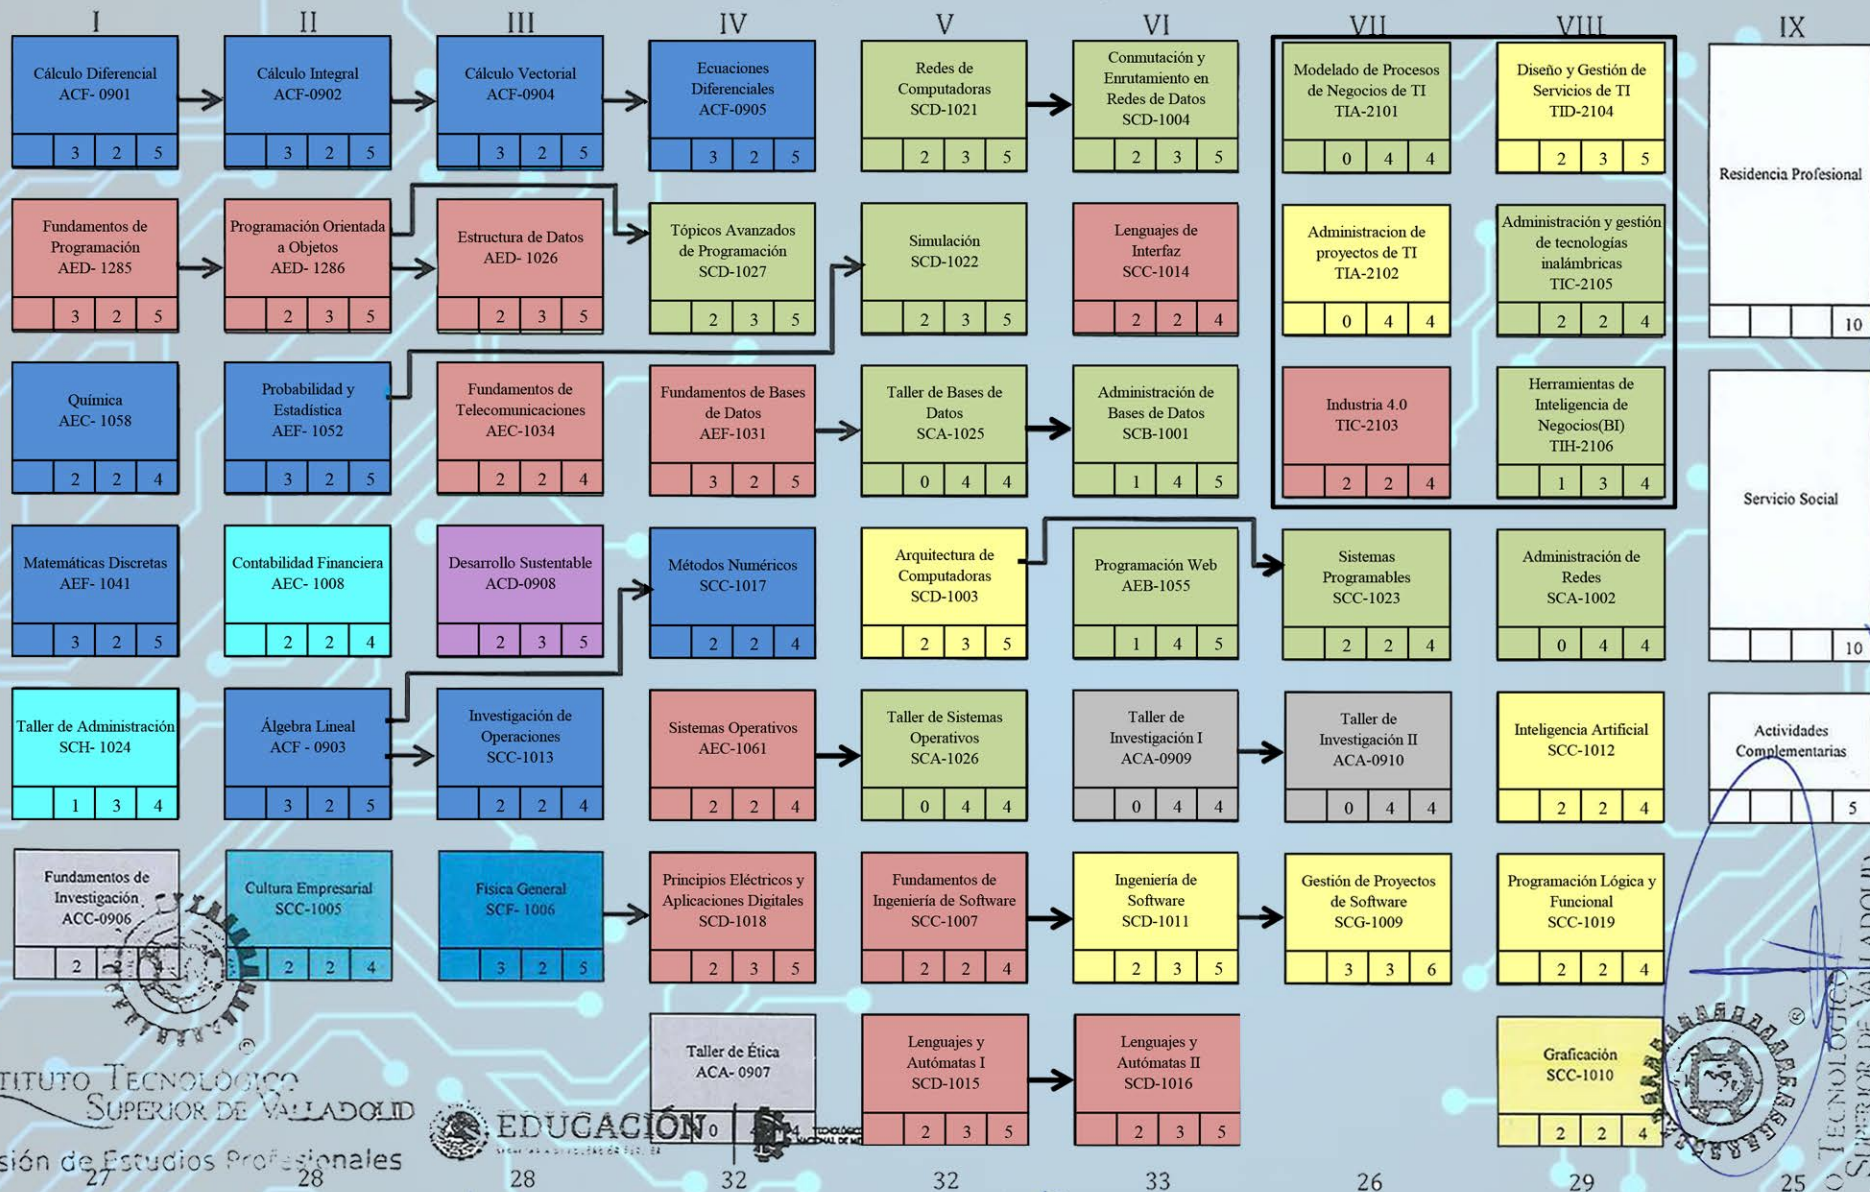 I II III IV V VI VII VIII IX
Cálculo Diferencial
ACF- 0901
3 2 5
Cálculo Integral
ACF-0902
3 2 5
Cálculo Vectorial
ACF-0904
3 2 5
Ecuaciones
Diferenciales
ACF-0905
3 2 5
Redes de
Computadoras
SCD-1021
2 3 5
Conmutación y
Enrutamiento en
Redes de Datos
SCD-1004
2 3 5
Modelado de Procesos
de Negocios de TI
TIA-2101
0 4 4
Diseño y Gestión de
Servicios de TI
TID-2104
2 3 5
Residencia Profesional
10
Fundamentos de
Programación
AED- 1285
3 2 5
Programación Orientada
a Objetos
AED- 1286
2 3 5
Estructura de Datos
AED- 1026
2 3 5
Tópicos Avanzados
de Programación
SCD-1027
2 3 5
Simulación
SCD-1022
2 3 5
Lenguajes de
Interfaz
SCC-1014
2 2 4
Administracion de
proyectos de TI
TIA-2102
0 4 4
Administración y gestión
de tecnologías
inalámbricas
TIC-2105
2 2 4
Química
AEC- 1058
2 2 4
Probabilidad y
Estadística
AEF- 1052
3 2 5
Fundamentos de
Telecomunicaciones
AEC-1034
2 2 4
Fundamentos de Bases
de Datos
AEF-1031
3 2 5
Taller de Bases de
Datos
SCA-1025
0 4 4
Administración de
Bases de Datos
SCB-1001
1 4 5
Industria 4.0
TIC-2103
2 2 4
Herramientas de
Inteligencia de
Negocios(BI)
TIH-2106
1 3 4
Servicio Social
10
Matemáticas Discretas
AEF- 1041
3 2 5
Contabilidad Financiera
AEC- 1008
2 2 4
Desarrollo Sustentable
ACD-0908
2 3 5
Métodos Numéricos
SCC-1017
2 2 4
Arquitectura de
Computadoras
SCD-1003
2 3 5
Programación Web
AEB-1055
1 4 5
Sistemas
Programables
SCC-1023
2 2 4
Administración de
Redes
SCA-1002
0 4 4
Taller de Administración
SCH- 1024
1 3 4
Álgebra Lineal
ACF - 0903
3 2 5
Investigación de
Operaciones
SCC-1013
2 2 4
Sistemas Operativos
AEC-1061
2 2 4
Taller de Sistemas
Operativos
SCA-1026
0 4 4
Taller de
Investigación I
ACA-0909
0 4 4
Taller de
Investigación II
ACA-0910
0 4 4
Inteligencia Artificial
SCC-1012
2 2 4
Actividades
Complementarias
5
Fundamentos de
Investigación
ACC-0906
2 2 4
Cultura Empresarial
SCC-1005
2 2 4
Fisica General
SCF- 1006
3 2 5
Principios Eléctricos y
Aplicaciones Digitales
SCD-1018
2 3 5
Fundamentos de
Ingeniería de Software
SCC-1007
2 2 4
Ingeniería de
Software
SCD-1011
2 3 5
Gestión de Proyectos
de Software
SCG-1009
3 3 6
Programación Lógica y
Funcional
SCC-1019
2 2 4
Taller de Ética
ACA- 0907
0 4
Lenguajes y
Autómatas I
SCD-1015
2 3 5
Lenguajes y
Autómatas II
SCD-1016
2 3 5
Graficación
SCC-1010
2 2 4
TITUTO TECNOLÓGICO
SUPERIOR DE VALLADOLID
sión de Estudios Profesionales
EDUCACIÓN
O TECNOLÓGICO
SUPERIOR DE VALLADOLID
27 28 28 32 32 33 26 29 25